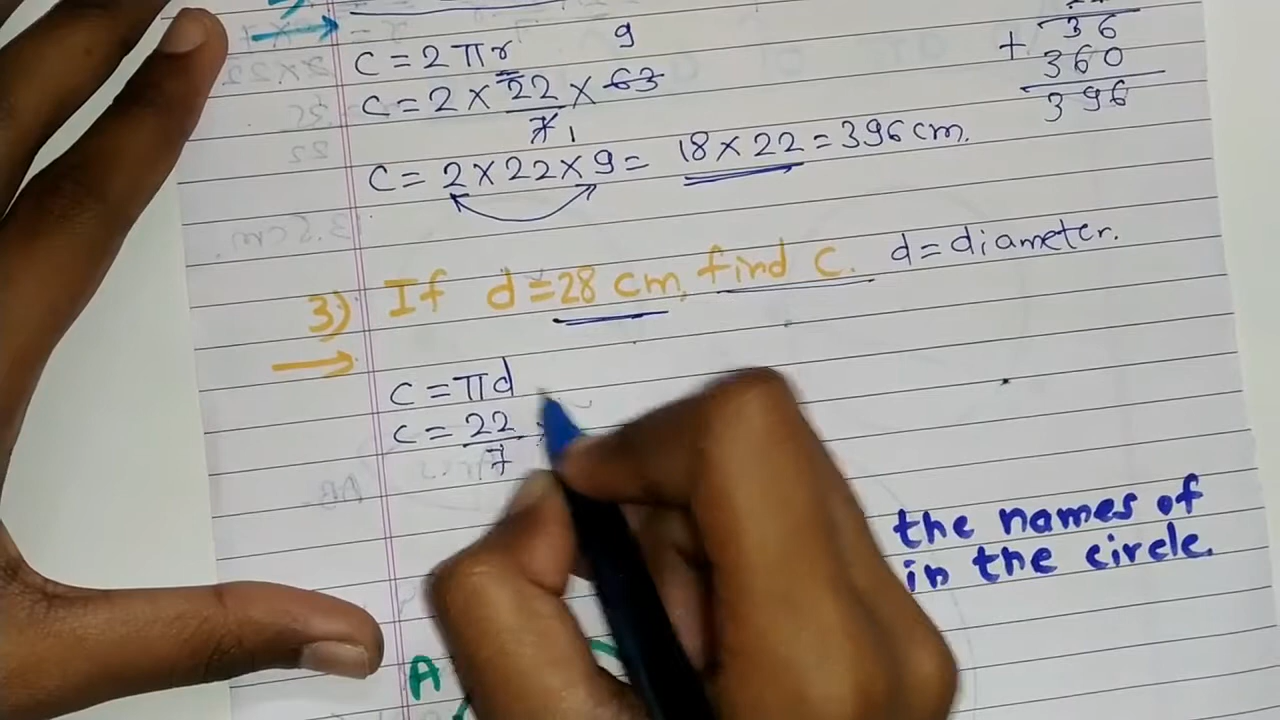 C = 2πr
9
C = 2 × 22/7 × 63
1
C = 2 × 22 × 9 = 18 × 22 = 396 cm.
36
+ 360
396
3) If d = 28 cm, find C. d = diameter.
C = πd
C = 22/7
the names of
in the circle.
A